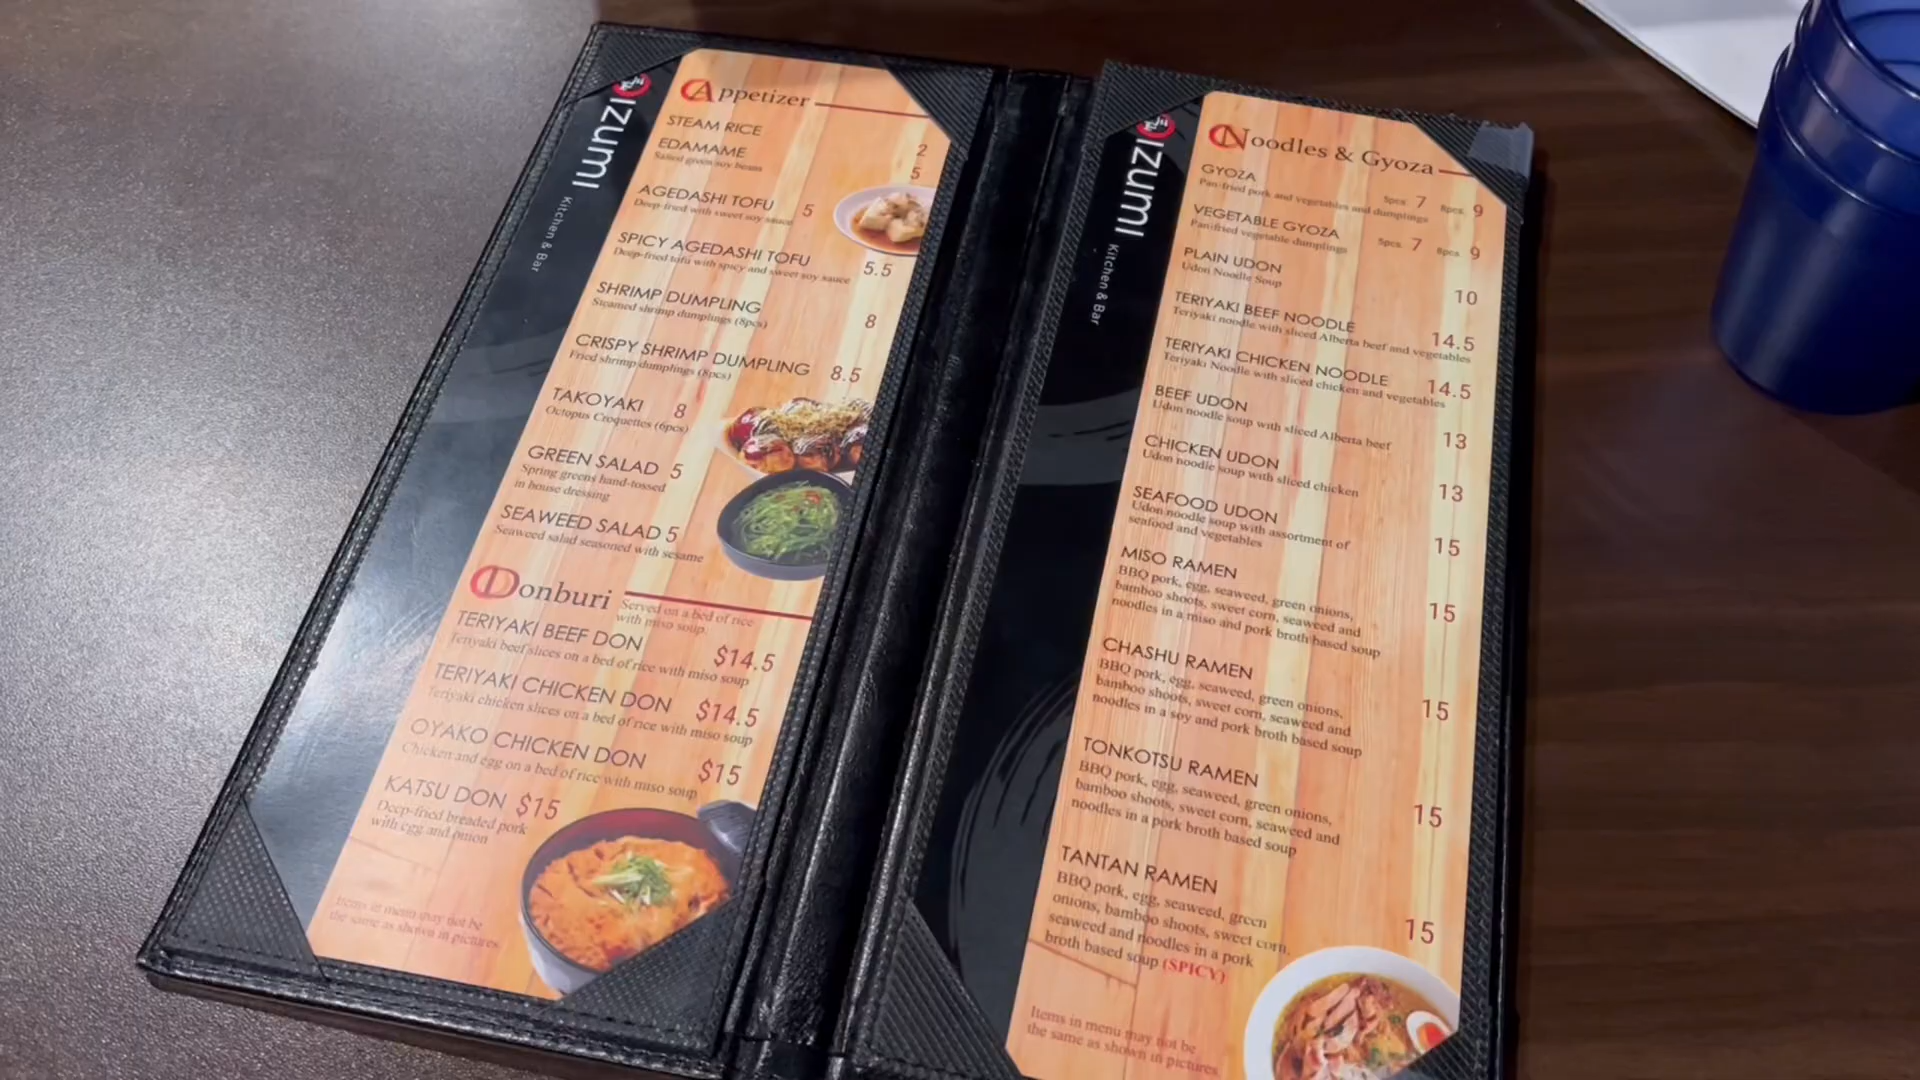 IZUMI
Kitchen & Bar
Appetizer
STEAM RICE 2
EDAMAME 5
Salted green soy beans
AGEDASHI TOFU 5
Deep-fried with sweet soy sauce
SPICY AGEDASHI TOFU 5.5
Deep-fried tofu with spicy and sweet soy sauce
SHRIMP DUMPLING 8
Steamed shrimp dumplings (8pcs)
CRISPY SHRIMP DUMPLING 8.5
Fried shrimp dumplings (8pcs)
TAKOYAKI 8
Octopus Croquettes (6pcs)
GREEN SALAD 5
Spring greens hand-tossed
in house dressing
SEAWEED SALAD 5
Seaweed salad seasoned with sesame
Donburi Served on a bed of rice
with miso soup.
TERIYAKI BEEF DON $14.5
Teriyaki beef slices on a bed of rice with miso soup
TERIYAKI CHICKEN DON $14.5
Teriyaki chicken slices on a bed of rice with miso soup
OYAKO CHICKEN DON $15
Chicken and egg on a bed of rice with miso soup
KATSU DON $15
Deep-fried breaded pork
with egg and onion
Items in menu may not be
the same as shown in pictures
IZUMI
Kitchen & Bar
Noodles & Gyoza
GYOZA 5pcs. 7 8pcs. 9
Pan-fried pork and vegetables and dumplings
VEGETABLE GYOZA 5pcs. 7 8pcs. 9
Pan-fried vegetable dumplings
PLAIN UDON 10
Udon Noodle Soup
TERIYAKI BEEF NOODLE 14.5
Teriyaki noodle with sliced Alberta beef and vegetables
TERIYAKI CHICKEN NOODLE 14.5
Teriyaki Noodle with sliced chicken and vegetables
BEEF UDON 13
Udon noodle soup with sliced Alberta beef
CHICKEN UDON 13
Udon noodle soup with sliced chicken
SEAFOOD UDON 15
Udon noodle soup with assortment of
seafood and vegetables
MISO RAMEN 15
BBQ pork, egg, seaweed, green onions,
bamboo shoots, sweet corn, seaweed and
noodles in a miso and pork broth based soup
CHASHU RAMEN 15
BBQ pork, egg, seaweed, green onions,
bamboo shoots, sweet corn, seaweed and
noodles in a soy and pork broth based soup
TONKOTSU RAMEN 15
BBQ pork, egg, seaweed, green onions,
bamboo shoots, sweet corn, seaweed and
noodles in a pork broth based soup
TANTAN RAMEN 15
BBQ pork, egg, seaweed, green
onions, bamboo shoots, sweet corn,
seaweed and noodles in a pork
broth based soup (SPICY)
Items in menu may not be
the same as shown in pictures